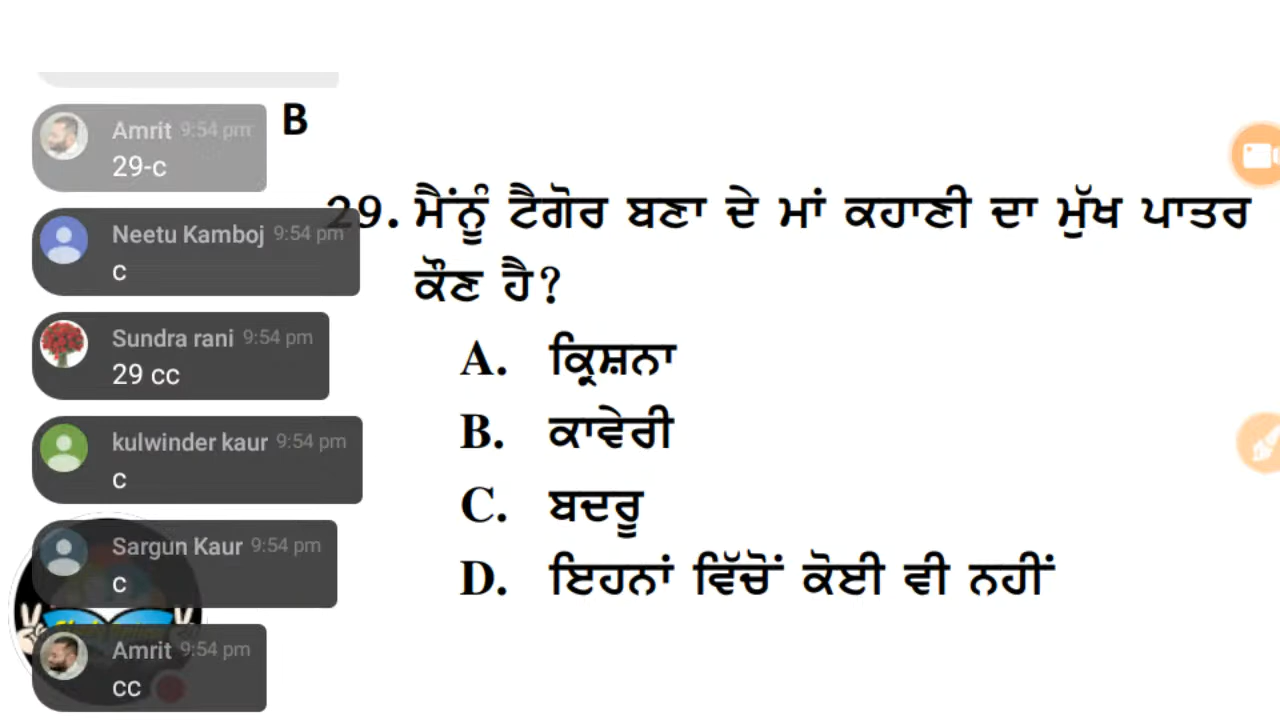 B
Amrit 9:54 pm
29-c
29. ਮੈਂਨੂੰ ਟੈਗੋਰ ਬਣਾ ਦੇ ਮਾਂ ਕਹਾਣੀ ਦਾ ਮੁੱਖ ਪਾਤਰ
ਕੌਣ ਹੈ?
Neetu Kamboj 9:54 pm
c
Sundra rani 9:54 pm
29 cc
kulwinder kaur 9:54 pm
c
Sargun Kaur 9:54 pm
c
Amrit 9:54 pm
cc
A. ਕ੍ਰਿਸ਼ਨਾ
B. ਕਾਵੇਰੀ
C. ਬਦਰੂ
D. ਇਹਨਾਂ ਵਿੱਚੋਂ ਕੋਈ ਵੀ ਨਹੀਂ